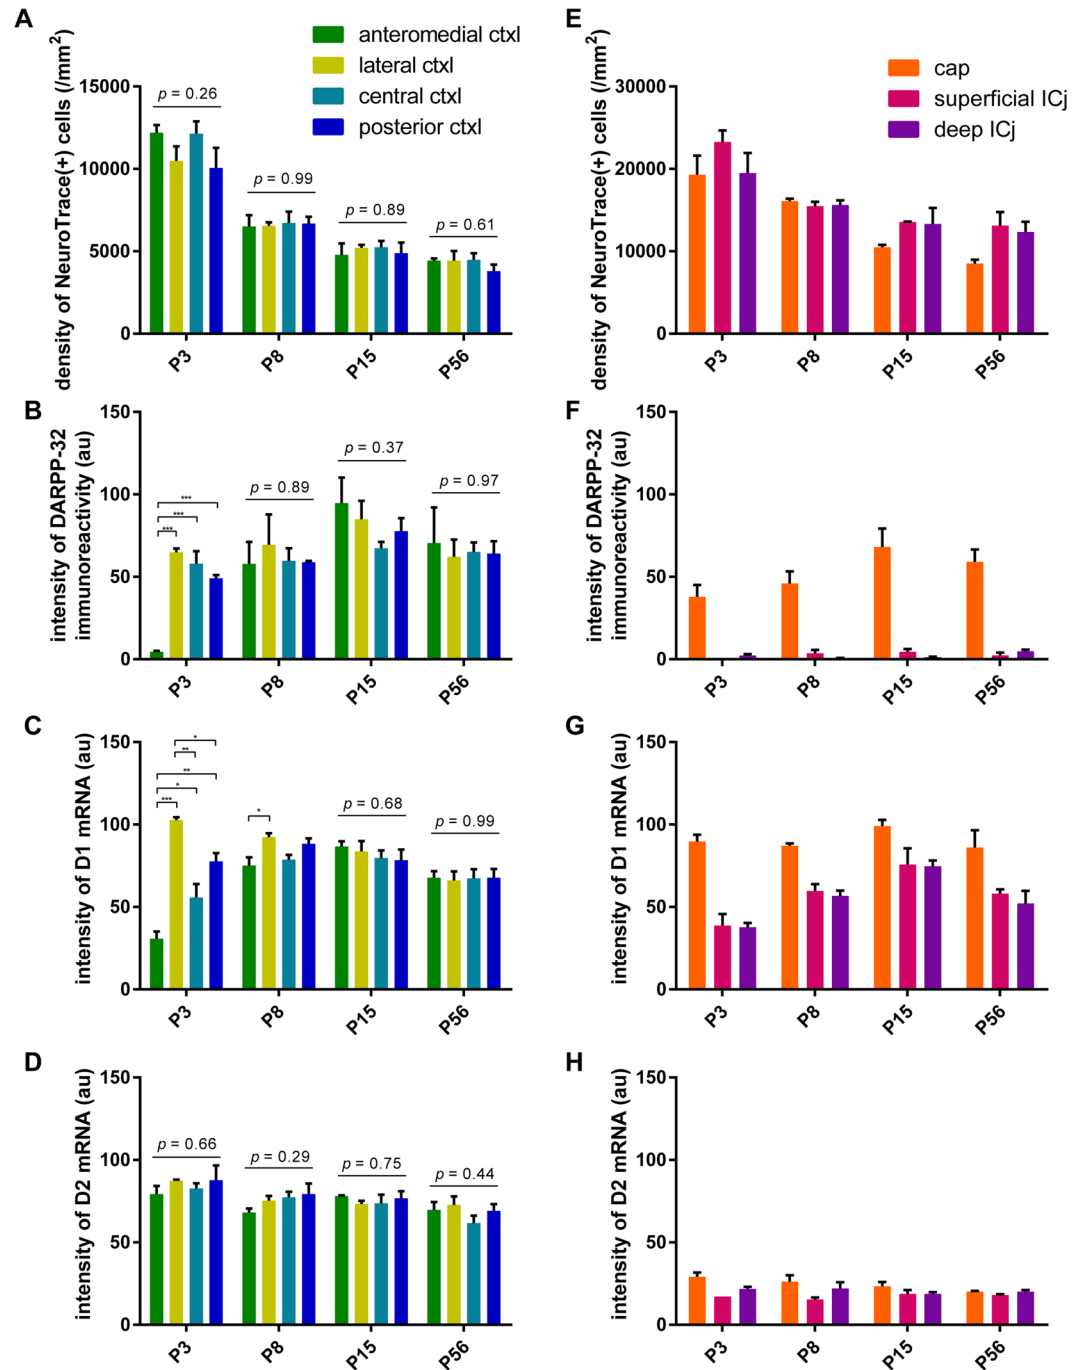 A
anteromedial ctxl
lateral ctxl
central ctxl
posterior ctxl
density of NeuroTrace(+) cells (/mm²)
15000
10000
5000
0
p = 0.26
p = 0.99
p = 0.89
p = 0.61
P3
P8
P15
P56
E
cap
superficial ICj
deep ICj
density of NeuroTrace(+) cells (/mm²)
30000
20000
10000
0
P3
P8
P15
P56
B
intensity of DARPP-32
immunoreactivity (au)
150
100
50
0
***
***
***
p = 0.89
p = 0.37
p = 0.97
P3
P8
P15
P56
F
intensity of DARPP-32
immunoreactivity (au)
150
100
50
0
P3
P8
P15
P56
C
intensity of D1 mRNA (au)
150
100
50
0
*
**
**
*
***
*
p = 0.68
p = 0.99
P3
P8
P15
P56
G
intensity of D1 mRNA (au)
150
100
50
0
P3
P8
P15
P56
D
intensity of D2 mRNA (au)
150
100
50
0
p = 0.66
p = 0.29
p = 0.75
p = 0.44
P3
P8
P15
P56
H
intensity of D2 mRNA (au)
150
100
50
0
P3
P8
P15
P56